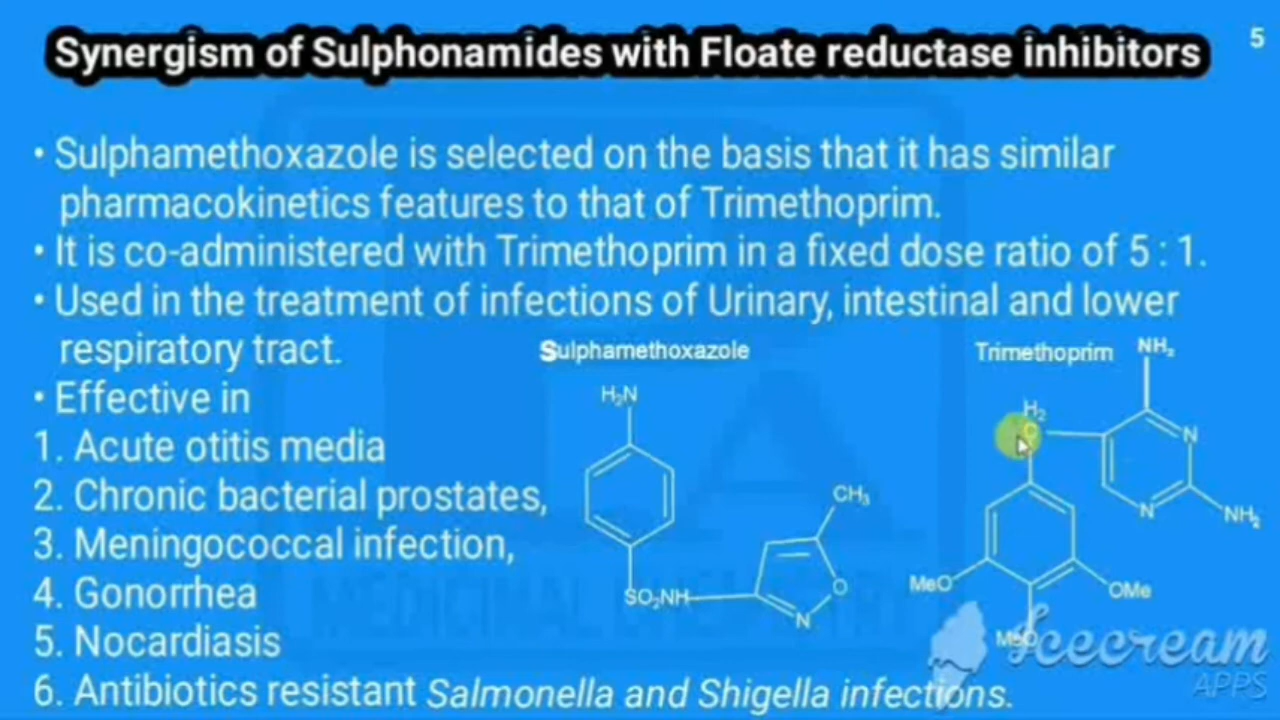 Synergism of Sulphonamides with Floate reductase inhibitors
5
• Sulphamethoxazole is selected on the basis that it has similar
pharmacokinetics features to that of Trimethoprim.
• It is co-administered with Trimethoprim in a fixed dose ratio of 5 : 1.
• Used in the treatment of infections of Urinary, intestinal and lower
respiratory tract.
• Effective in
1. Acute otitis media
2. Chronic bacterial prostates,
3. Meningococcal infection,
4. Gonorrhea
5. Nocardiasis
6. Antibiotics resistant Salmonella and Shigella infections.
Sulphamethoxazole
H₂N
CH₃
SO₂NH
O
N
Trimethoprim
NH₂
H₂
C
N
N
NH₂
MeO
OMe
MeO
MEDICINAL CHEMISTRY
Icecream
APPS